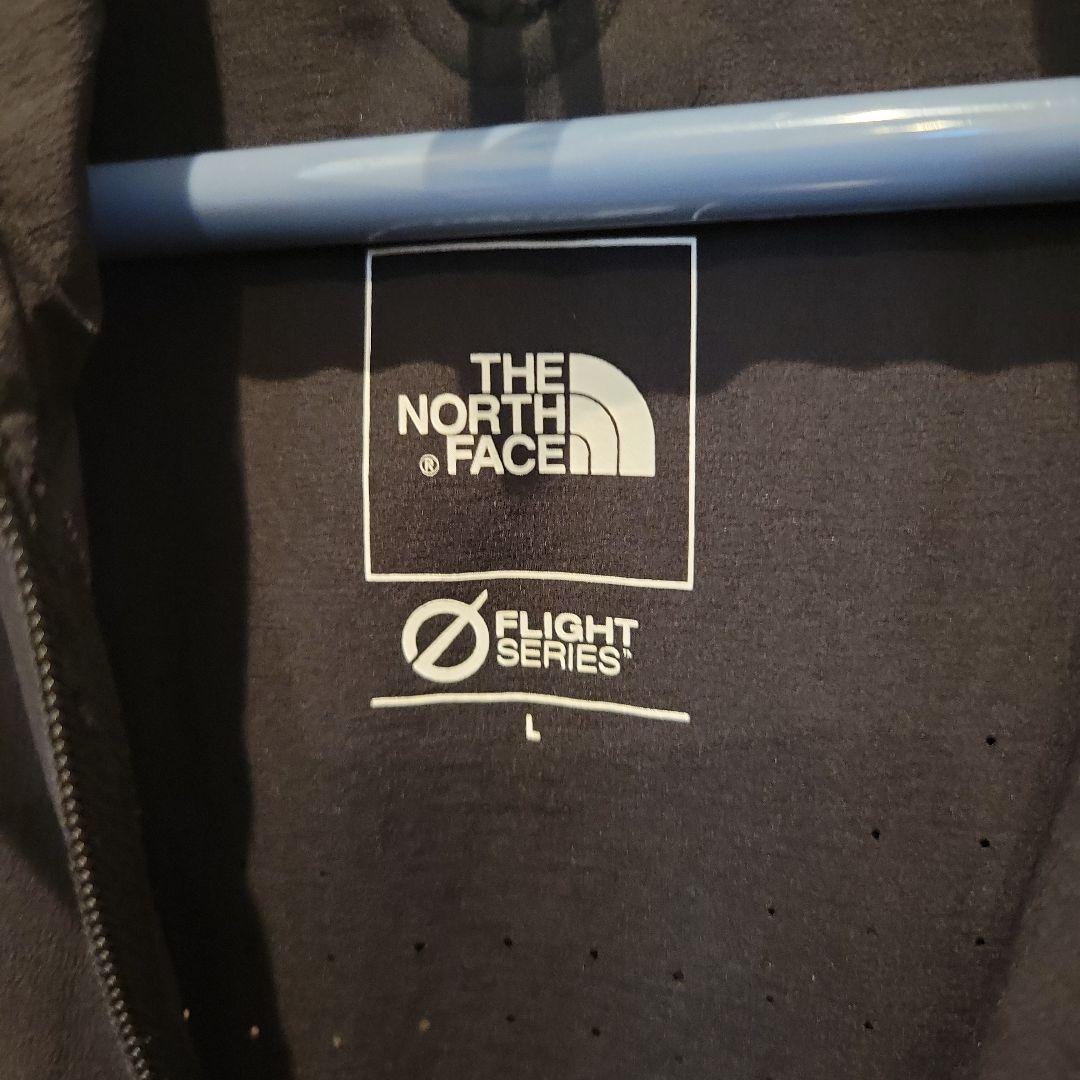 THE
NORTH
® FACE
FLIGHT
SERIES™
L